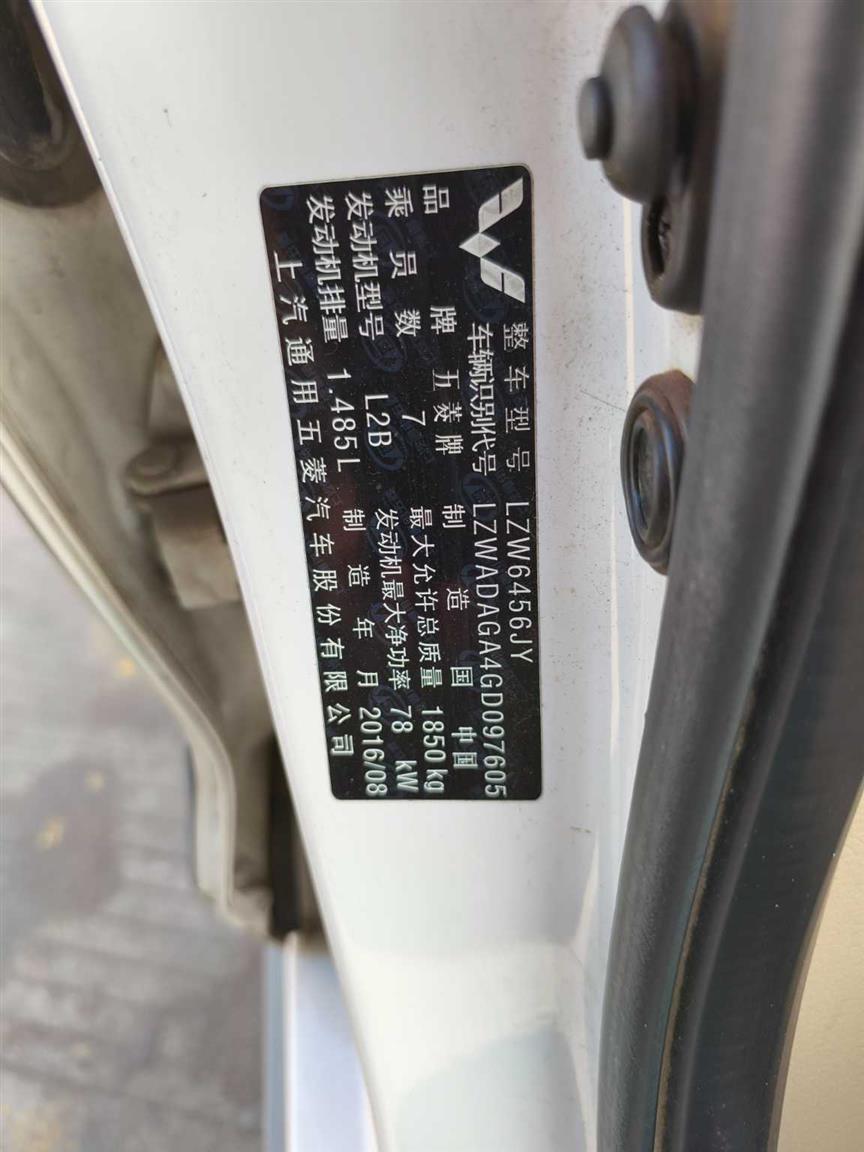 整车型号 LZW6456JY
车辆识别代号 LZWADAGA4GD097605
品牌 五菱牌 制造国 中国
乘员数 7 最大允许总质量 1850kg
发动机型号 L2B 发动机最大净功率 78 kW
发动机排量 1.485L 制造年月 2016/08
上汽通用五菱汽车股份有限公司